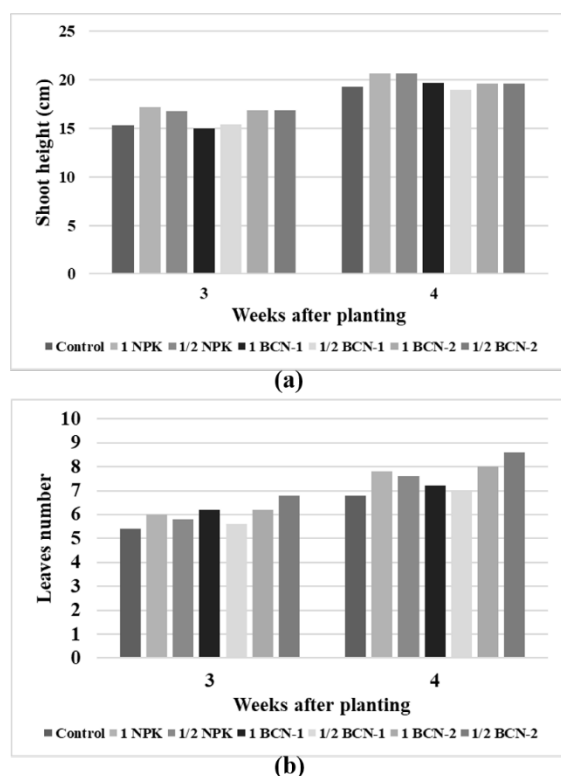 25
20
15
10
5
0
Shoot height (cm)
3 4
Weeks after planting
Control 1 NPK 1/2 NPK 1 BCN-1 1/2 BCN-1 1 BCN-2 1/2 BCN-2
(a)
10
9
8
7
6
5
4
3
2
1
0
Leaves number
3 4
Weeks after planting
Control 1 NPK 1/2 NPK 1 BCN-1 1/2 BCN-1 1 BCN-2 1/2 BCN-2
(b)